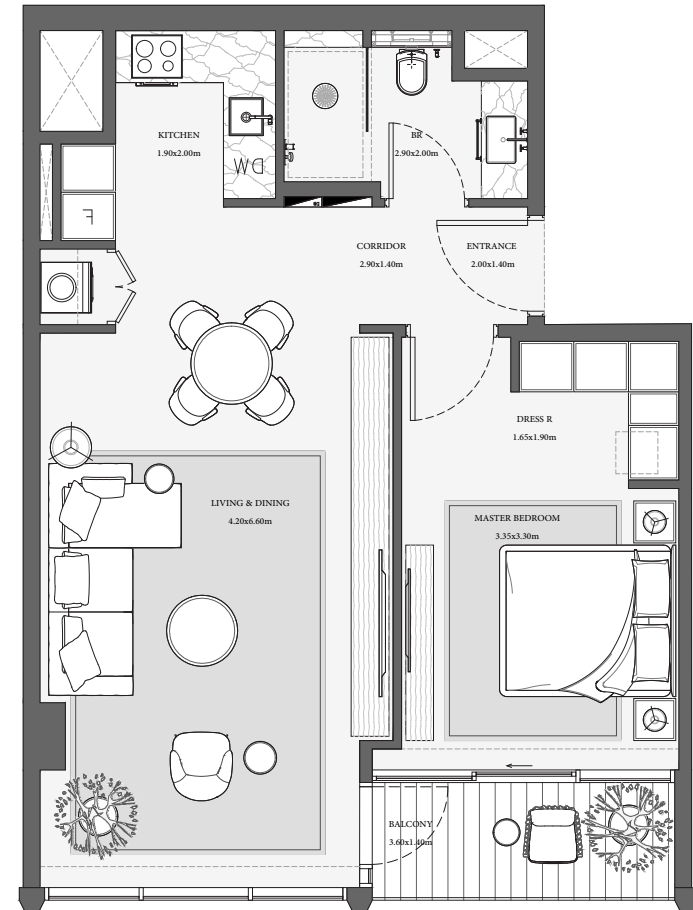 KITCHEN
1.90x2.00m
BR
2.90x2.00m
DW
F
CORRIDOR
2.90x1.40m
ENTRANCE
2.00x1.40m
DRESS R
1.65x1.90m
LIVING & DINING
4.20x6.60m
MASTER BEDROOM
3.35x3.30m
BALCONY
3.60x1.40m